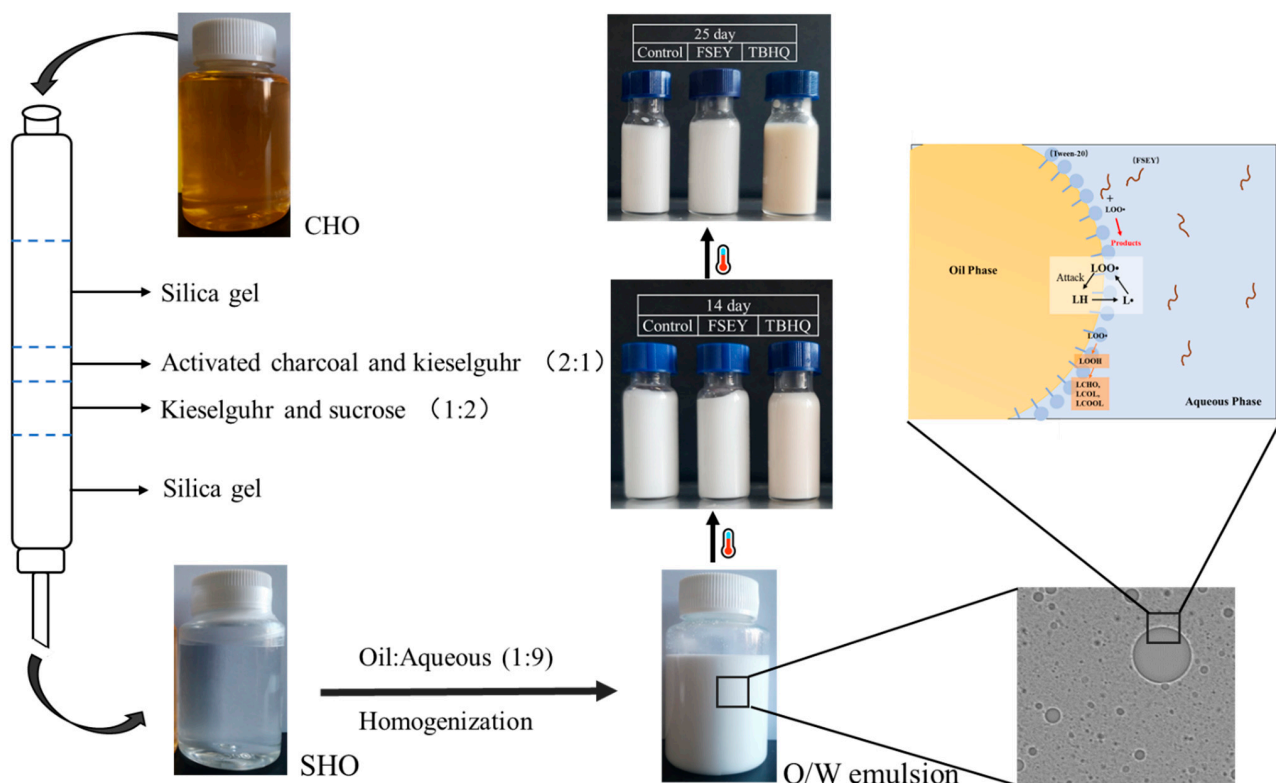 CHO
Silica gel
Activated charcoal and kieselguhr （2:1）
Kieselguhr and sucrose （1:2）
Silica gel
SHO
Oil:Aqueous (1:9)
Homogenization
O/W emulsion
14 day
Control FSEY TBHQ
25 day
Control FSEY TBHQ
(Tween-20)
(FSEY)
+
LOO•
Products
Oil Phase
LOO•
Attack
LH
L•
LOO•
LOOH
LCHO,
LCOL,
LCOOL
Aqueous Phase